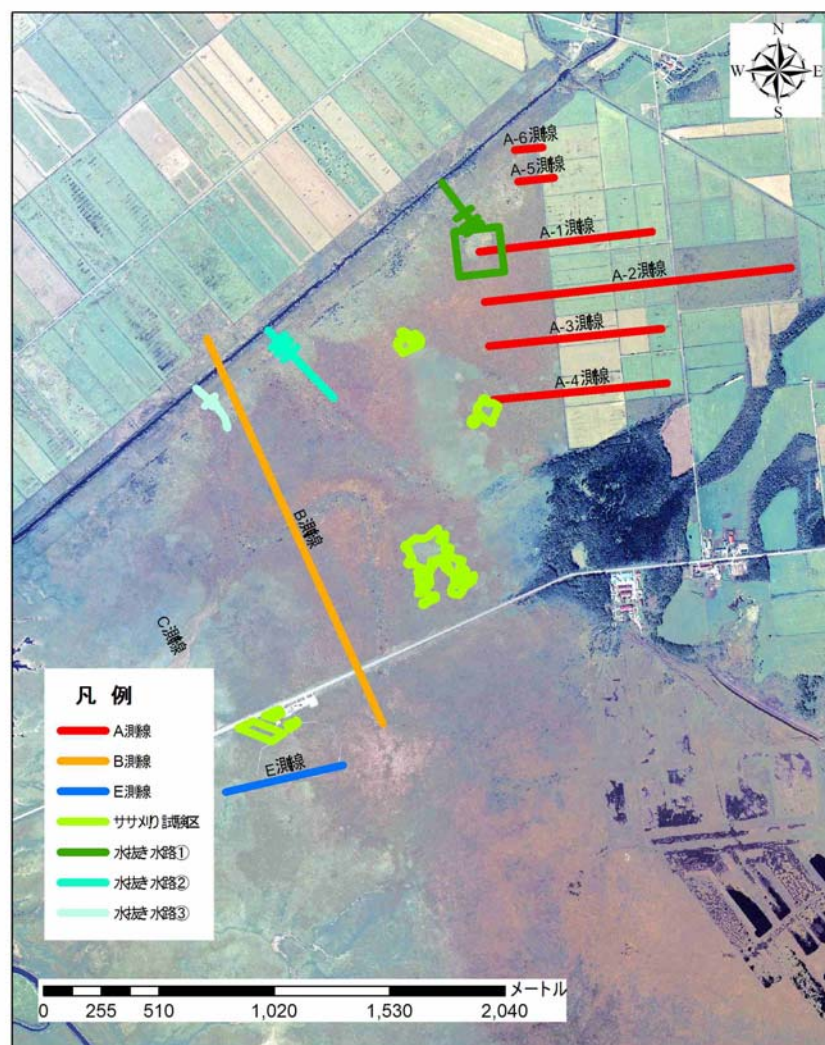 N
W E
S
A-6測線
A-5測線
A-1測線
A-2測線
A-3測線
A-4測線
B測線
C測線
E測線
凡 例
A測線
B測線
E測線
ササ刈り試験区
水抜き水路①
水抜き水路②
水抜き水路③
メートル
0 255 510 1,020 1,530 2,040